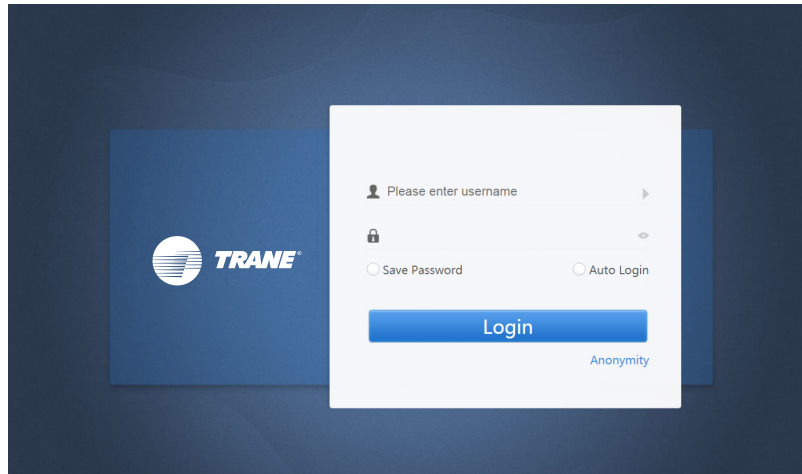 TRANE®
Please enter username
Save Password
Auto Login
Login
Anonymity